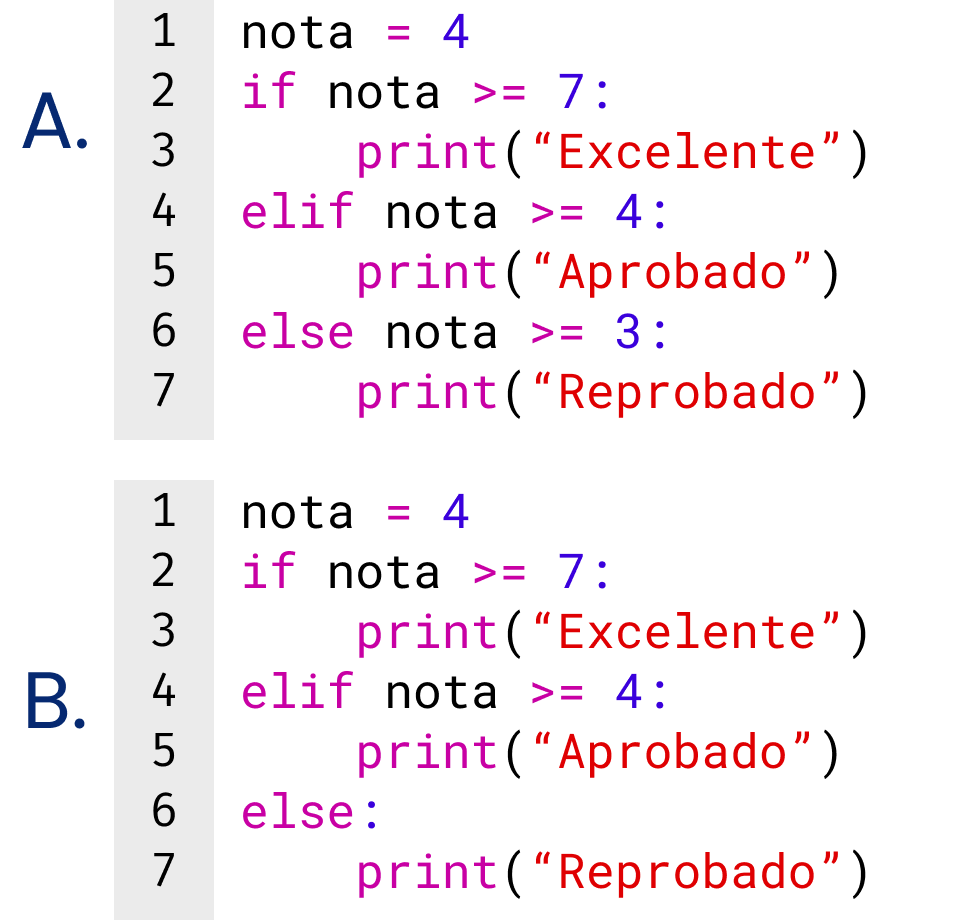 A.
1 nota = 4
2 if nota >= 7:
3     print(“Excelente”)
4 elif nota >= 4:
5     print(“Aprobado”)
6 else nota >= 3:
7     print(“Reprobado”)
B.
1 nota = 4
2 if nota >= 7:
3     print(“Excelente”)
4 elif nota >= 4:
5     print(“Aprobado”)
6 else:
7     print(“Reprobado”)